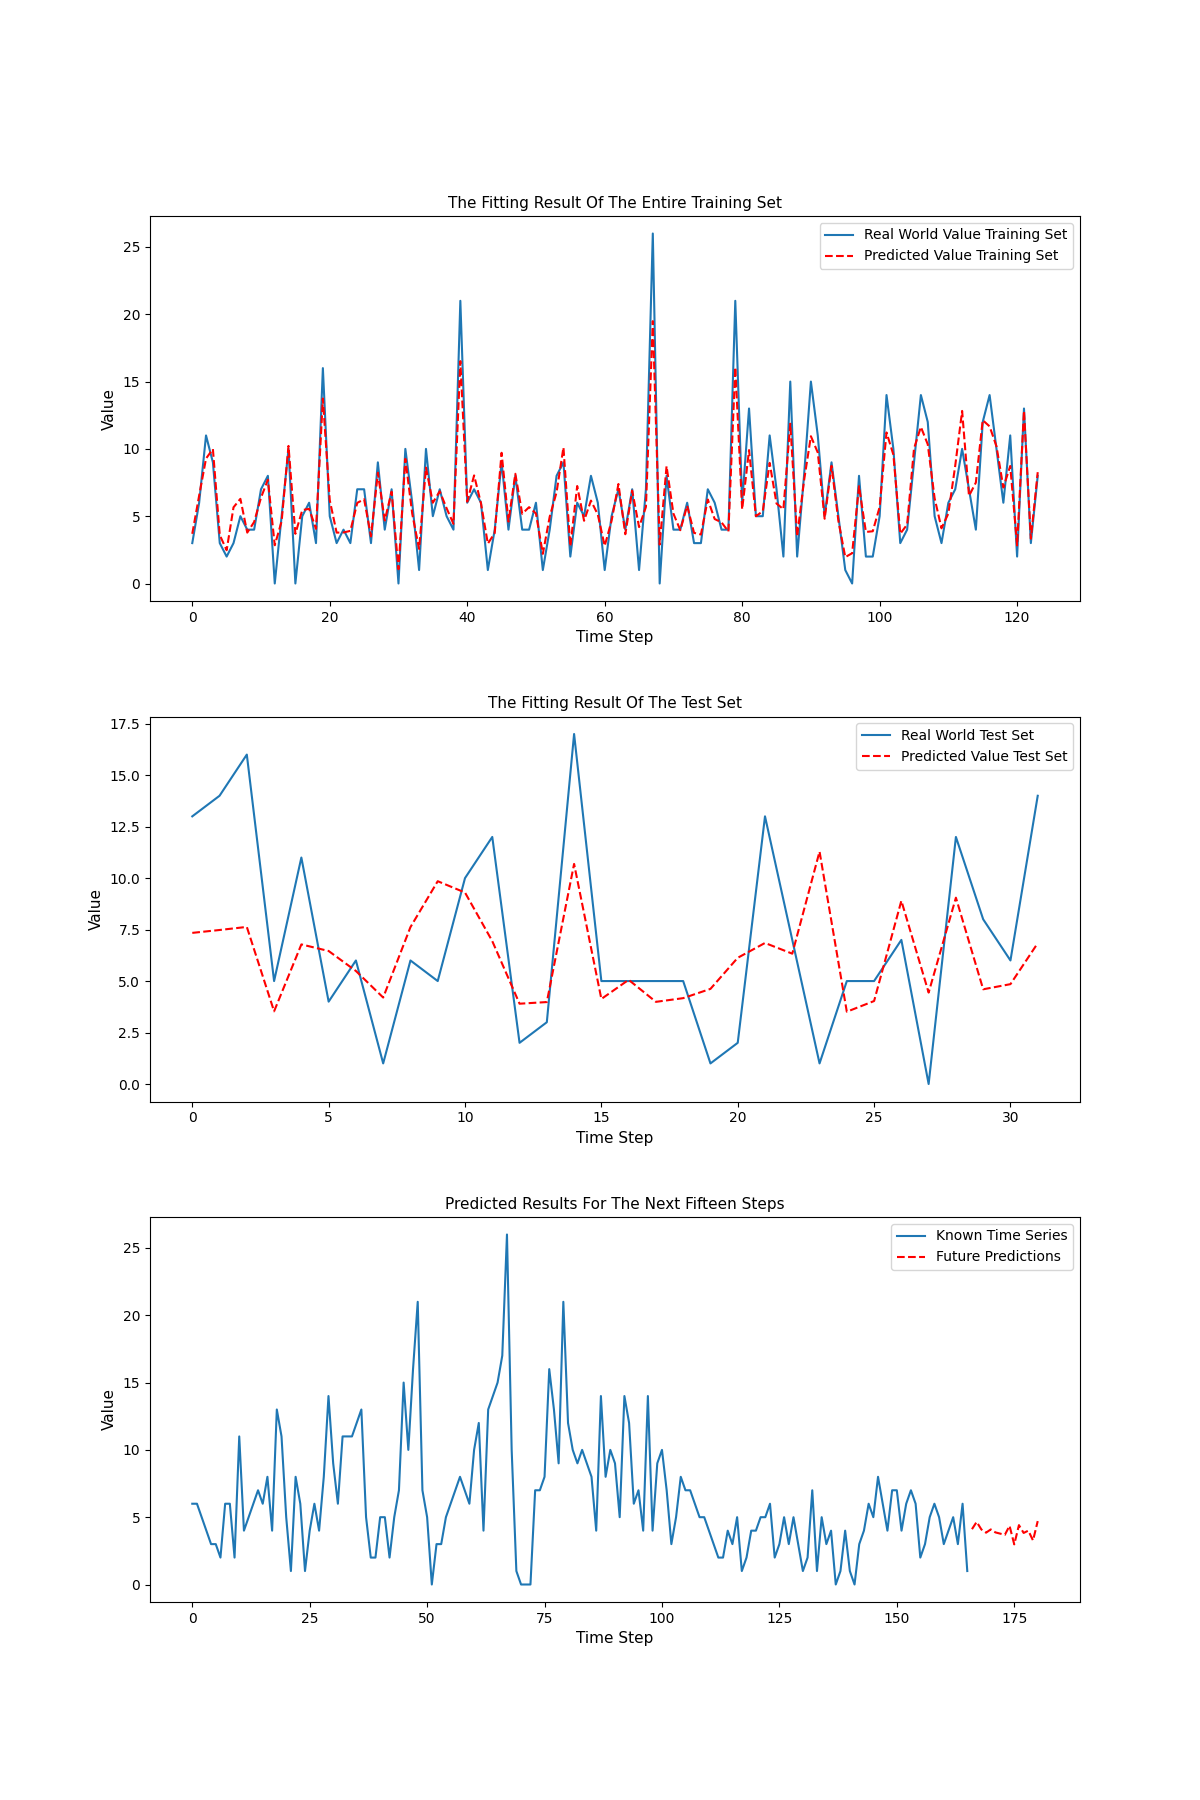 The Fitting Result Of The Entire Training Set
Real World Value Training Set
Predicted Value Training Set
25
20
15
10
5
0
Value
0 20 40 60 80 100 120
Time Step
The Fitting Result Of The Test Set
Real World Test Set
Predicted Value Test Set
17.5
15.0
12.5
10.0
7.5
5.0
2.5
0.0
Value
0 5 10 15 20 25 30
Time Step
Predicted Results For The Next Fifteen Steps
Known Time Series
Future Predictions
25
20
15
10
5
0
Value
0 25 50 75 100 125 150 175
Time Step